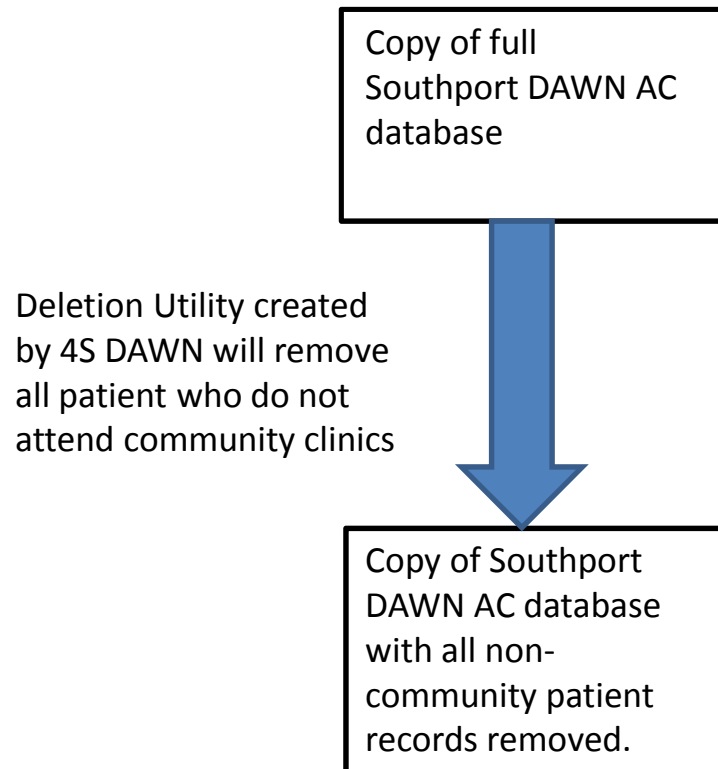 Copy of full
Southport DAWN AC
database
Deletion Utility created
by 4S DAWN will remove
all patient who do not
attend community clinics
Copy of Southport
DAWN AC database
with all non-
community patient
records removed.